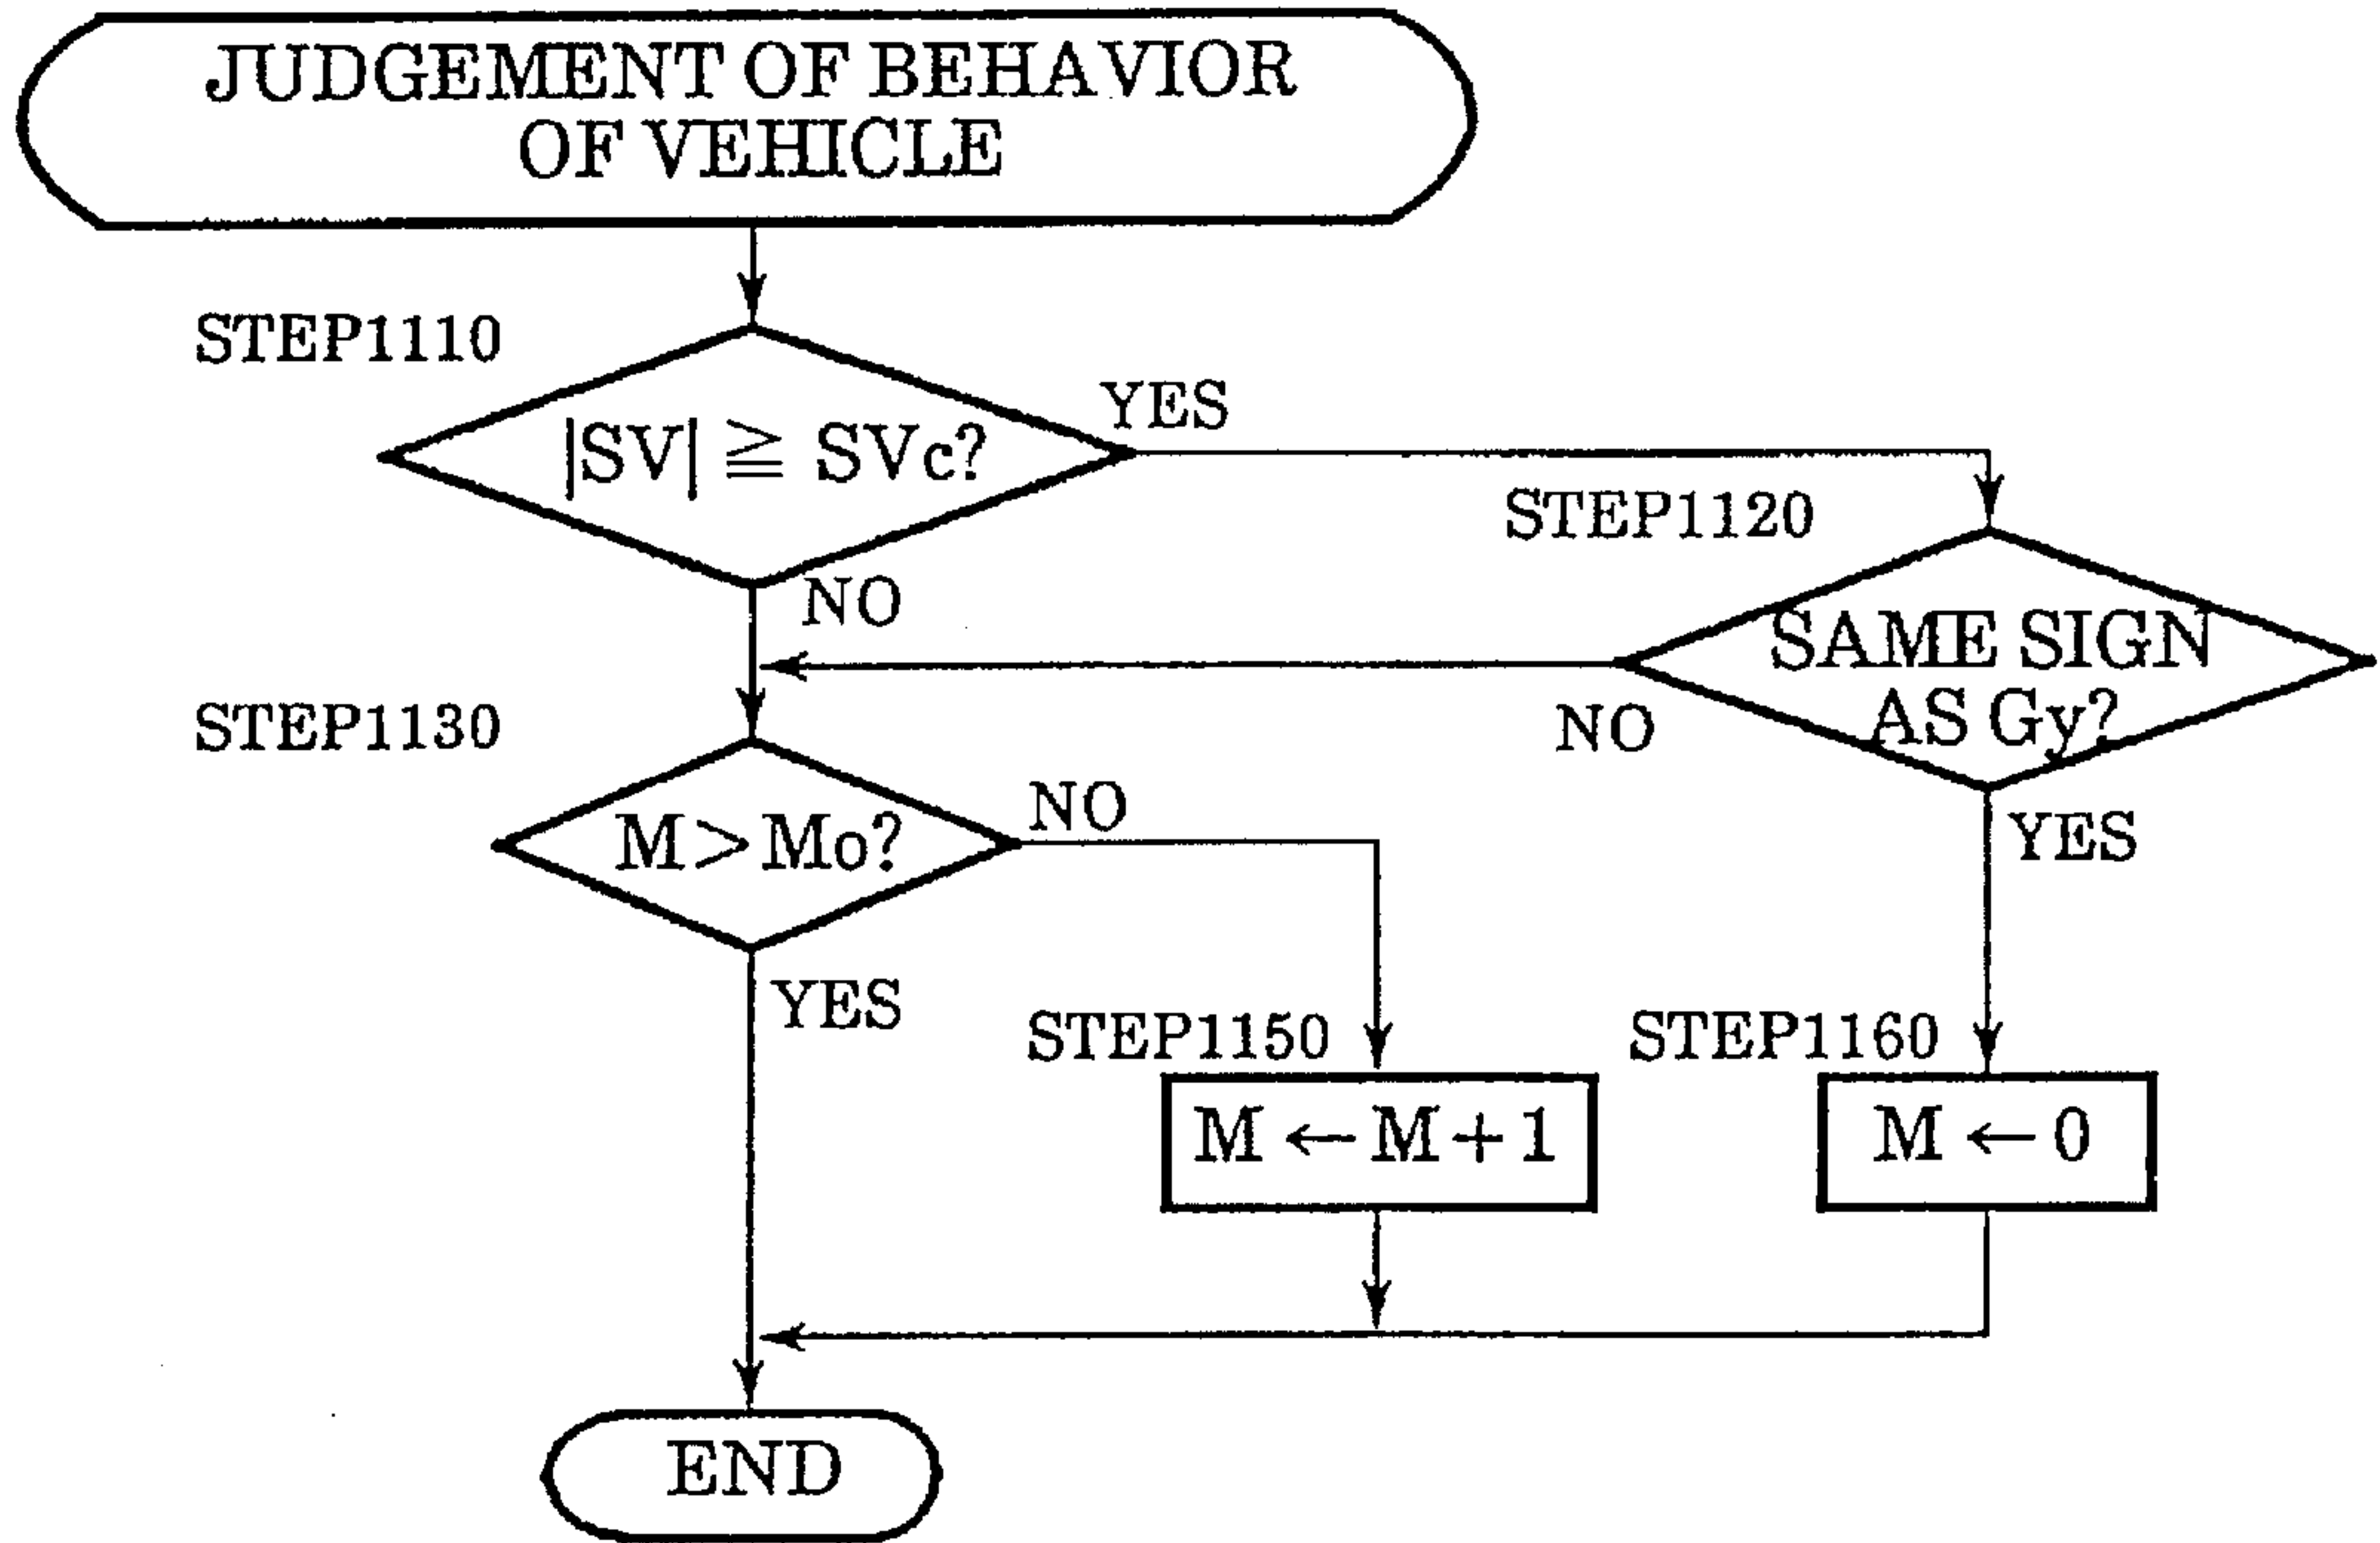 JUDGEMENT OF BEHAVIOR
OF VEHICLE
STEP1110
|SV| ≧ SVc?
YES
NO
STEP1120
SAME SIGN
AS Gy?
NO
YES
STEP1130
M > Mo?
NO
YES
STEP1150
M ← M + 1
STEP1160
M ← 0
END